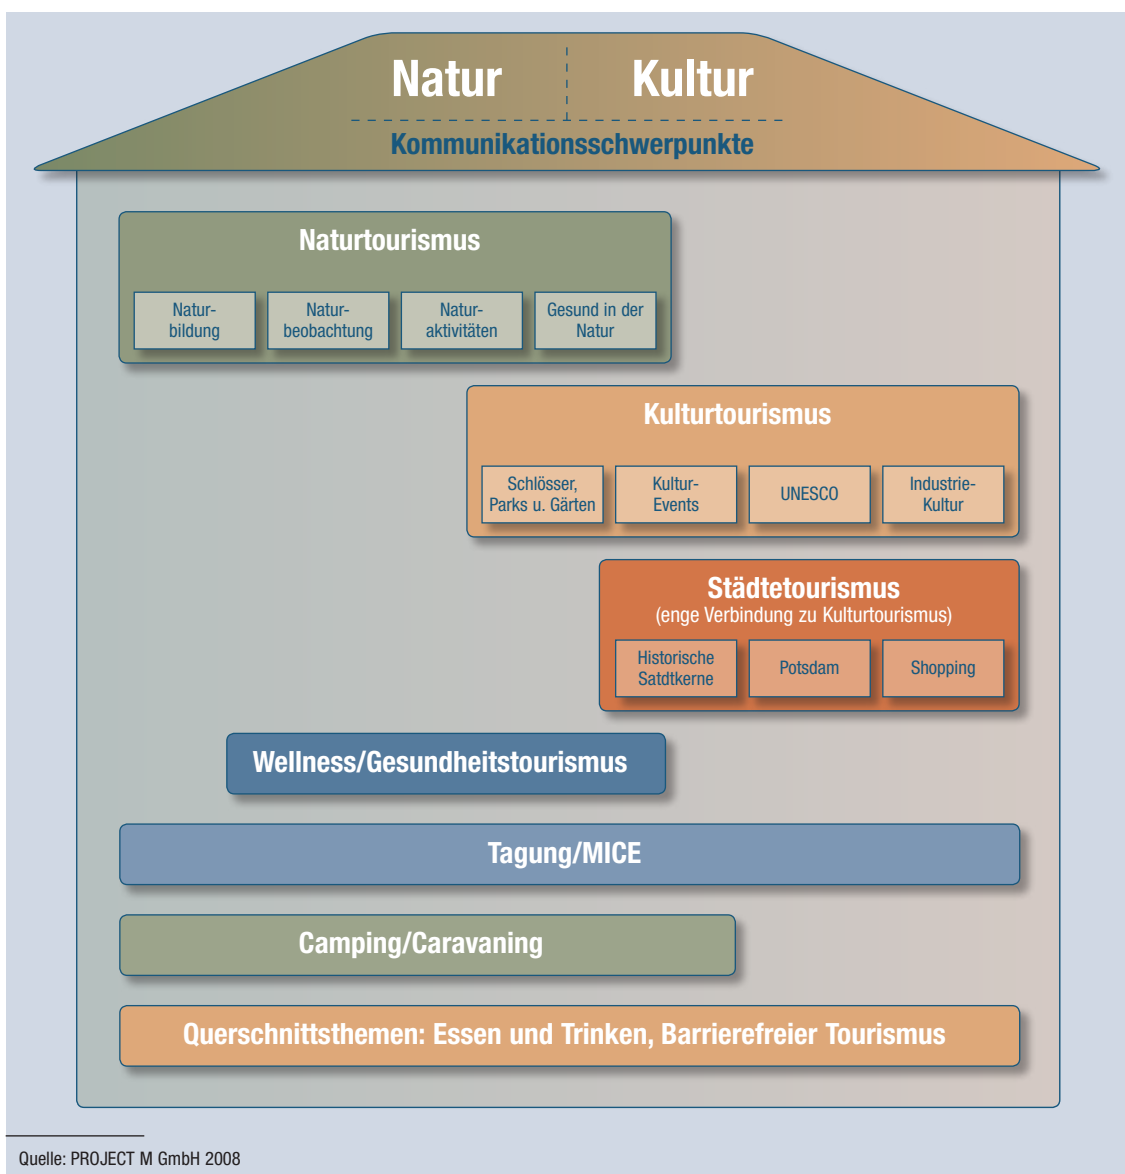 Natur
Kultur
Kommunikationsschwerpunkte
Naturtourismus
Natur-
bildung
Natur-
beobachtung
Natur-
aktivitäten
Gesund in der
Natur
Kulturtourismus
Schlösser,
Parks u. Gärten
Kultur-
Events
UNESCO
Industrie-
Kultur
Städtetourismus
(enge Verbindung zu Kulturtourismus)
Historische
Satdtkerne
Potsdam
Shopping
Wellness/Gesundheitstourismus
Tagung/MICE
Camping/Caravaning
Querschnittsthemen: Essen und Trinken, Barrierefreier Tourismus
Quelle: PROJECT M GmbH 2008